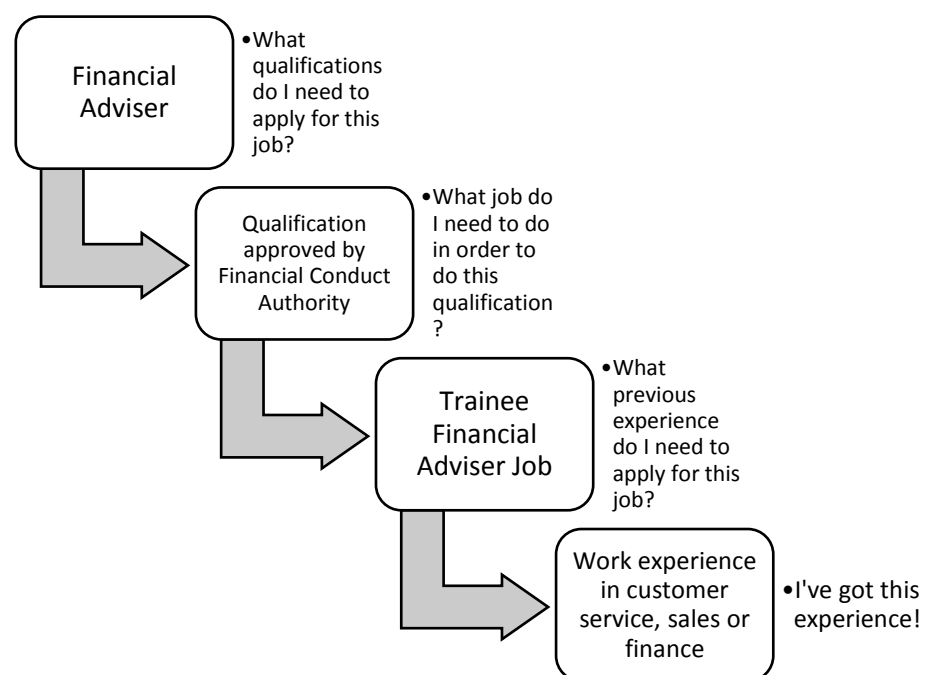 Financial
Adviser
•What
qualifications
do I need to
apply for this
job?
Qualification
approved by
Financial Conduct
Authority
•What job do
I need to do
in order to
do this
qualification
?
Trainee
Financial
Adviser Job
•What
previous
experience
do I need to
apply for this
job?
Work experience
in customer
service, sales or
finance
•I've got this
experience!